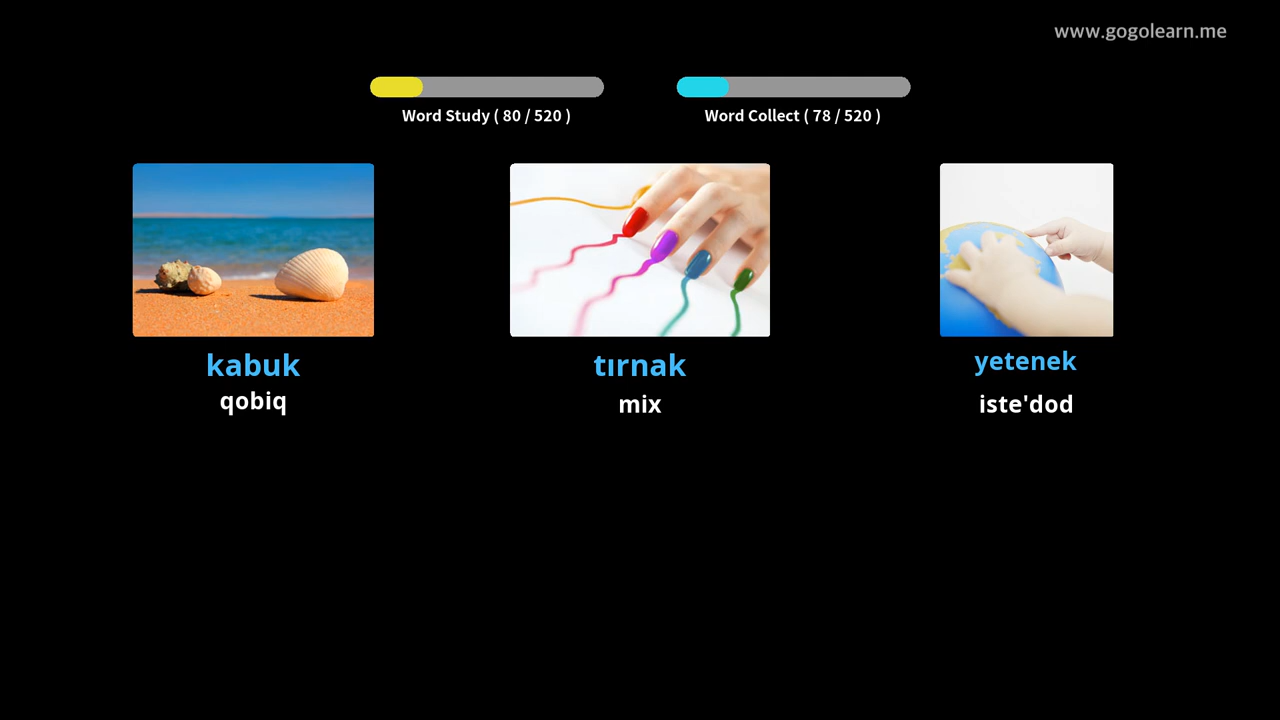 www.gogolearn.me
Word Study ( 80 / 520 )
Word Collect ( 78 / 520 )
kabuk
qobiq
tırnak
mix
yetenek
iste'dod